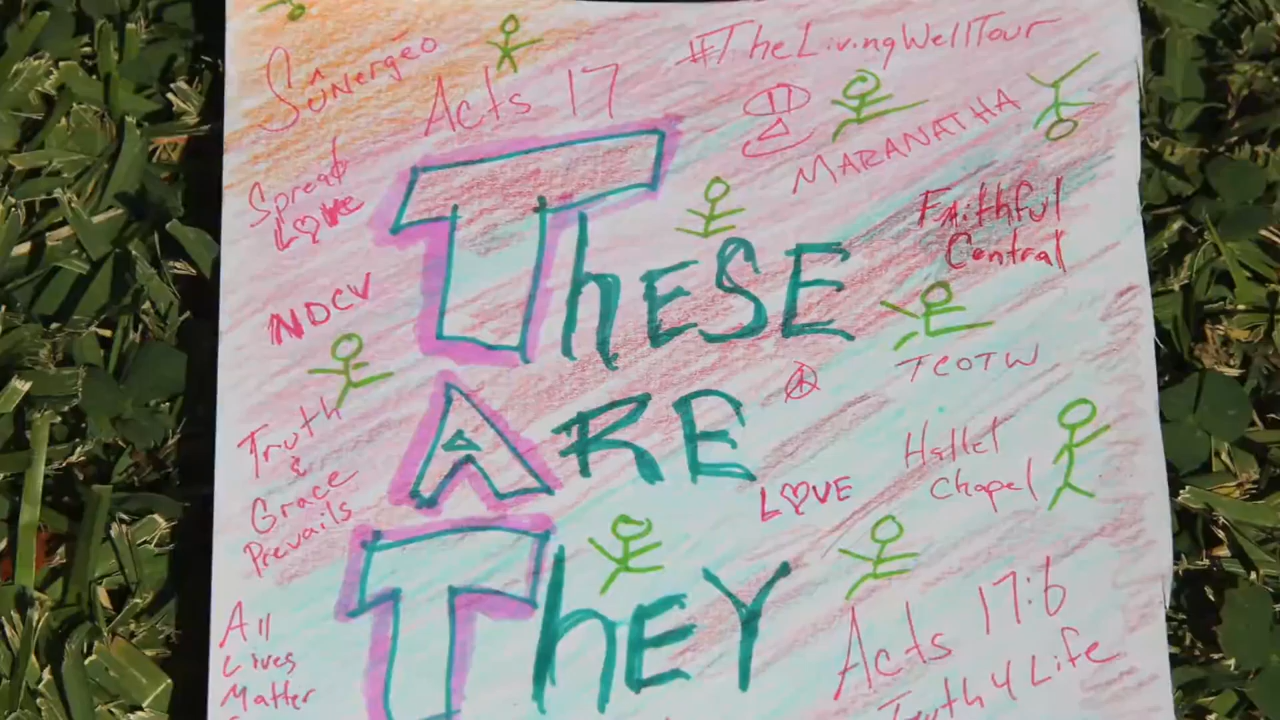 Sûnergéo
Acts 17
#TheLivingWellTour
MARANATHA
Spread
LOVE
THESE
Faithful
Central
NDCV
TCOTW
ARE
Truth
&
Grace
Prevails
LOVE
Hallet
Chapel
THEY
All
Lives
Matter
Acts 17:6
Truth 4 Life